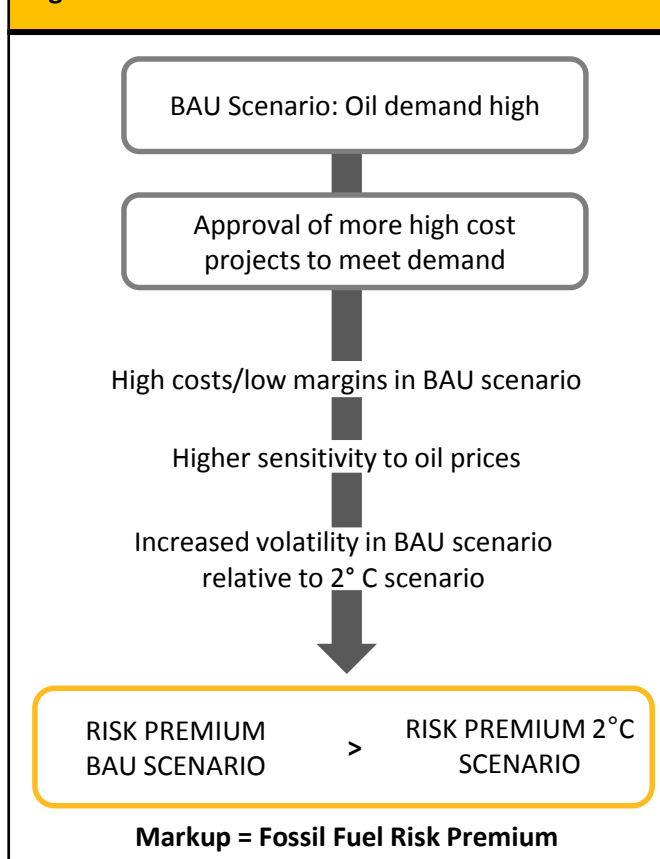 BAU Scenario: Oil demand high
Approval of more high cost
projects to meet demand
High costs/low margins in BAU scenario
Higher sensitivity to oil prices
Increased volatility in BAU scenario
relative to 2° C scenario
RISK PREMIUM
BAU SCENARIO
>
RISK PREMIUM 2°C
SCENARIO
Markup = Fossil Fuel Risk Premium